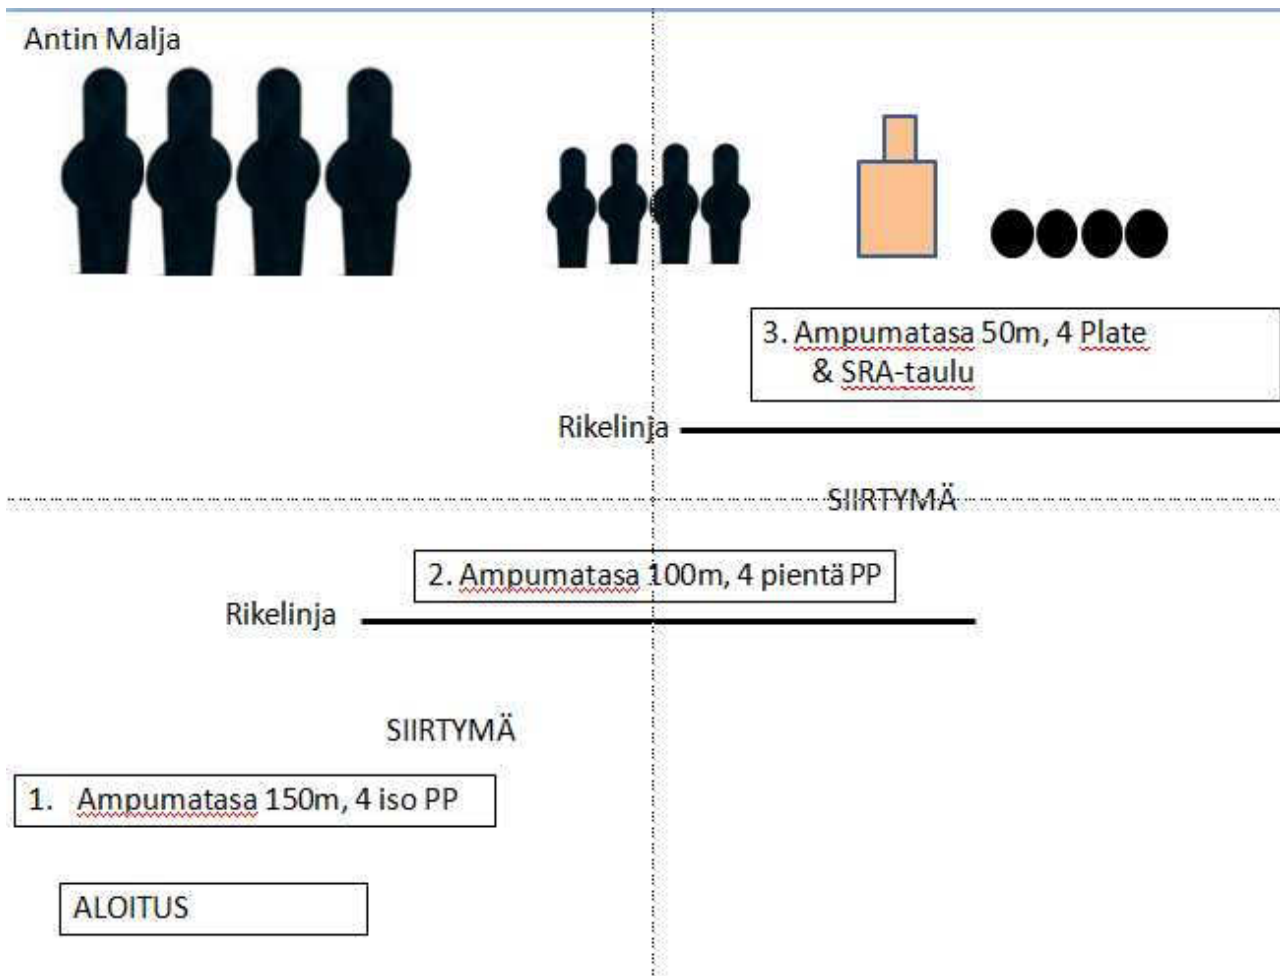 Antin Malja
3. Ampumatasa 50m, 4 Plate
& SRA-taulu
Rikelinja
SIIRTYMÄ
2. Ampumatasa 100m, 4 pientä PP
Rikelinja
SIIRTYMÄ
1. Ampumatasa 150m, 4 iso PP
ALOITUS